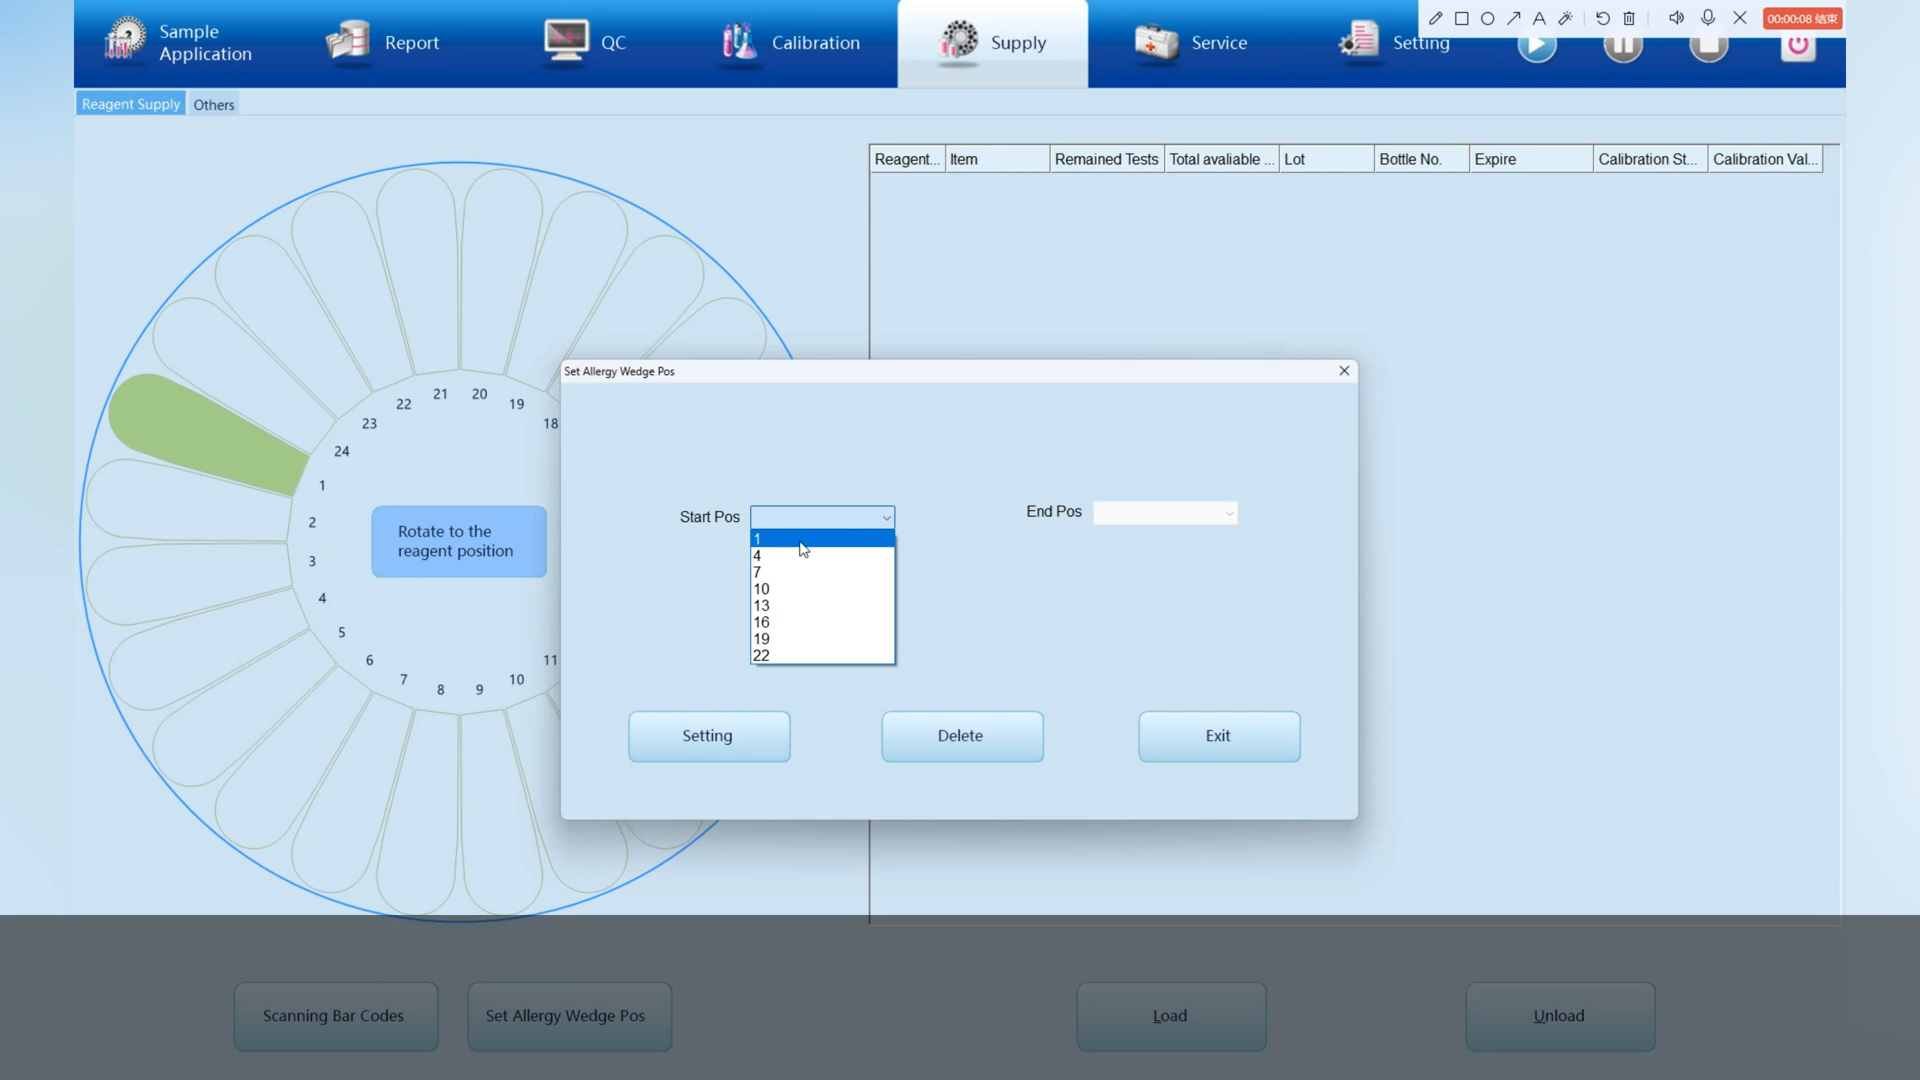 Sample
Application
Report
QC
Calibration
Supply
Service
Setting
00:00:08 结束
Reagent Supply
Others
Reagent...
Item
Remained Tests
Total avaliable ...
Lot
Bottle No.
Expire
Calibration St...
Calibration Val...
21
20
22
19
23
18
24
1
2
3
4
5
6
7
8
9
10
11
Rotate to the
reagent position
Set Allergy Wedge Pos
Start Pos
End Pos
1
4
7
10
13
16
19
22
Setting
Delete
Exit
Scanning Bar Codes
Set Allergy Wedge Pos
Load
Unload